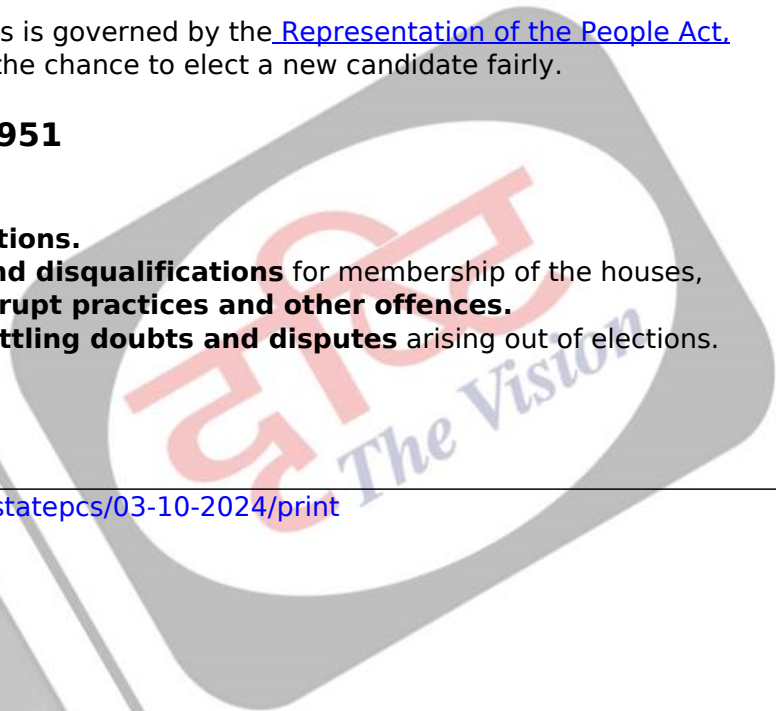 s is governed by the Representation of the People Act,
the chance to elect a new candidate fairly.
951
tions.
nd disqualifications for membership of the houses,
rupt practices and other offences.
ttling doubts and disputes arising out of elections.
दृष्टि
The Vision
statepcs/03-10-2024/print